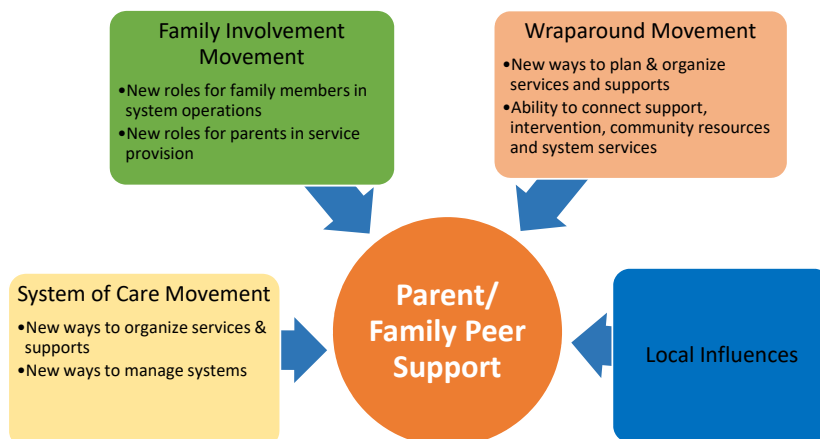 Family Involvement
Movement
•New roles for family members in
system operations
•New roles for parents in service
provision
Wraparound Movement
•New ways to plan & organize
services and supports
•Ability to connect support,
intervention, community resources
and system services
System of Care Movement
•New ways to organize services &
supports
•New ways to manage systems
Parent/
Family Peer
Support
Local Influences